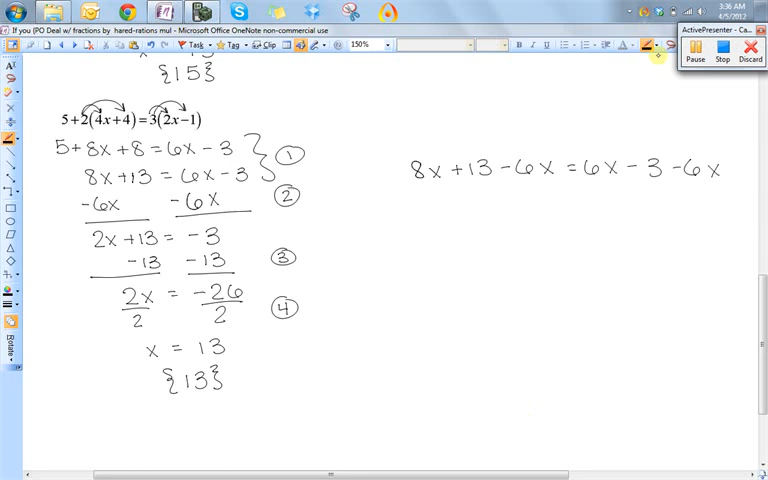 3:36 AM
4/5/2012
If you (PO Deal w/ fractions by hared-rations mul - Microsoft Office OneNote non-commercial use
ActivePresenter - Ca...
Task
Tag
150%
B I U
Pause Stop Discard
{15}
5+2(4x+4)=3(2x−1)
5+8x+8=6x−3
①
8x+13=6x−3
-6x -6x ②
2x+13=-3
-13 -13 ③
2x = -26 ④
2 2
x = 13
{13}
8x+13-6x=6x-3-6x
Rotate